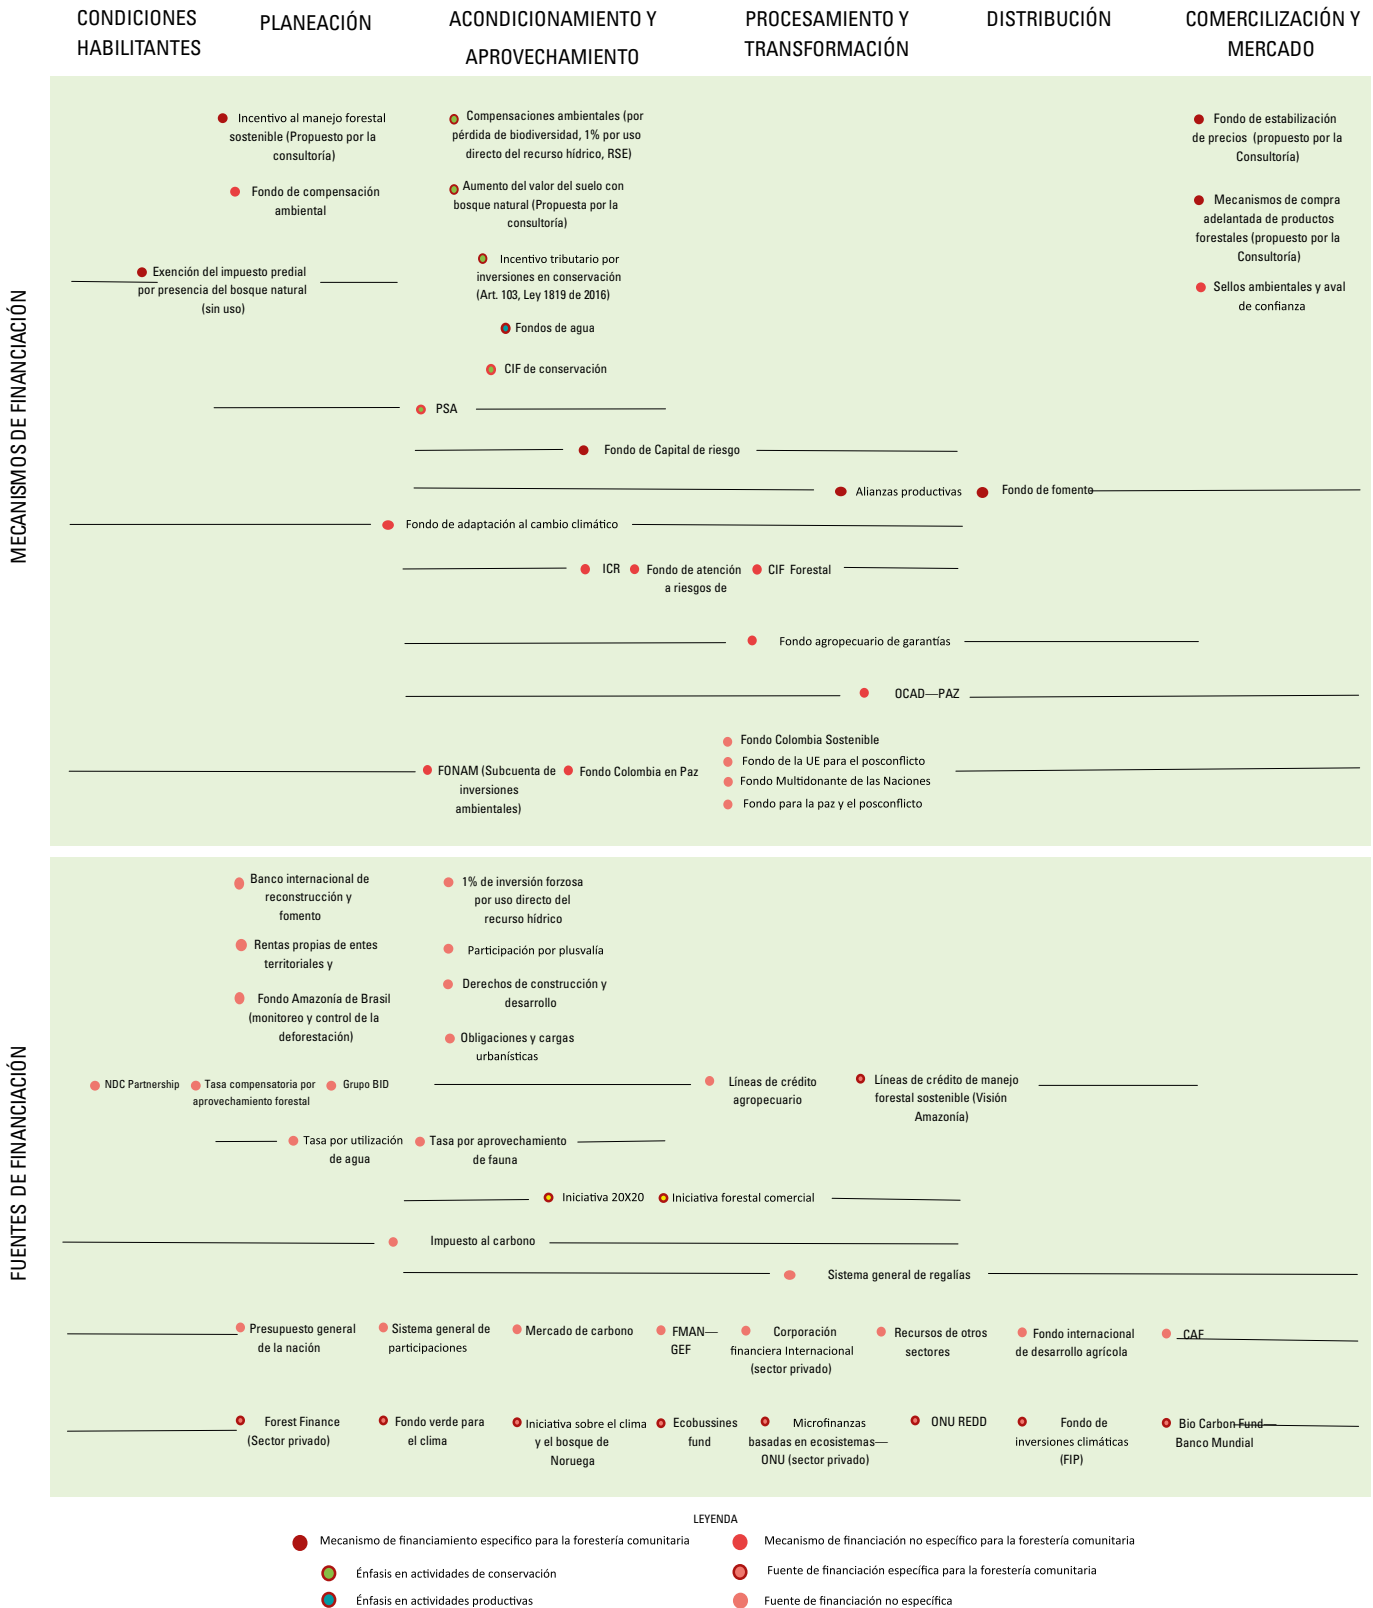 CONDICIONES
HABILITANTES
PLANEACIÓN
ACONDICIONAMIENTO Y
APROVECHAMIENTO
PROCESAMIENTO Y
TRANSFORMACIÓN
DISTRIBUCIÓN
COMERCILIZACIÓN Y
MERCADO
MECANISMOS DE FINANCIACIÓN
Incentivo al manejo forestal
sostenible (Propuesto por la
consultoría)
Fondo de compensación
ambiental
Exención del impuesto predial
por presencia del bosque natural
(sin uso)
Compensaciones ambientales (por
pérdida de biodiversidad, 1% por uso
directo del recurso hídrico, RSE)
Aumento del valor del suelo con
bosque natural (Propuesta por la
consultoría)
Incentivo tributario por
inversiones en conservación
(Art. 103, Ley 1819 de 2016)
Fondos de agua
CIF de conservación
Fondo de estabilización
de precios (propuesto por la
Consultoría)
Mecanismos de compra
adelantada de productos
forestales (propuesto por la
Consultoría)
Sellos ambientales y aval
de confianza
PSA
Fondo de Capital de riesgo
Alianzas productivas
Fondo de fomento
Fondo de adaptación al cambio climático
ICR
Fondo de atención
a riesgos de
CIF Forestal
Fondo agropecuario de garantías
OCAD—PAZ
FONAM (Subcuenta de
inversiones
ambientales)
Fondo Colombia en Paz
Fondo Colombia Sostenible
Fondo de la UE para el posconflicto
Fondo Multidonante de las Naciones
Fondo para la paz y el posconflicto
FUENTES DE FINANCIACIÓN
Banco internacional de
reconstrucción y
fomento
Rentas propias de entes
territoriales y
Fondo Amazonía de Brasil
(monitoreo y control de la
deforestación)
1% de inversión forzosa
por uso directo del
recurso hídrico
Participación por plusvalía
Derechos de construcción y
desarrollo
Obligaciones y cargas
urbanísticas
NDC Partnership
Tasa compensatoria por
aprovechamiento forestal
Grupo BID
Líneas de crédito
agropecuario
Líneas de crédito de manejo
forestal sostenible (Visión
Amazonía)
Tasa por utilización
de agua
Tasa por aprovechamiento
de fauna
Iniciativa 20X20
Iniciativa forestal comercial
Impuesto al carbono
Sistema general de regalías
Presupuesto general
de la nación
Sistema general de
participaciones
Mercado de carbono
FMAN—
GEF
Corporación
financiera Internacional
(sector privado)
Recursos de otros
sectores
Fondo internacional
de desarrollo agrícola
CAF
Forest Finance
(Sector privado)
Fondo verde para
el clima
Iniciativa sobre el clima
y el bosque de
Noruega
Ecobussines
fund
Microfinanzas
basadas en ecosistemas—
ONU (sector privado)
ONU REDD
Fondo de
inversiones climáticas
(FIP)
Bio Carbon Fund—
Banco Mundial
LEYENDA
Mecanismo de financiamiento especifico para la forestería comunitaria
Énfasis en actividades de conservación
Énfasis en actividades productivas
Mecanismo de financiación no específico para la forestería comunitaria
Fuente de financiación específica para la forestería comunitaria
Fuente de financiación no específica